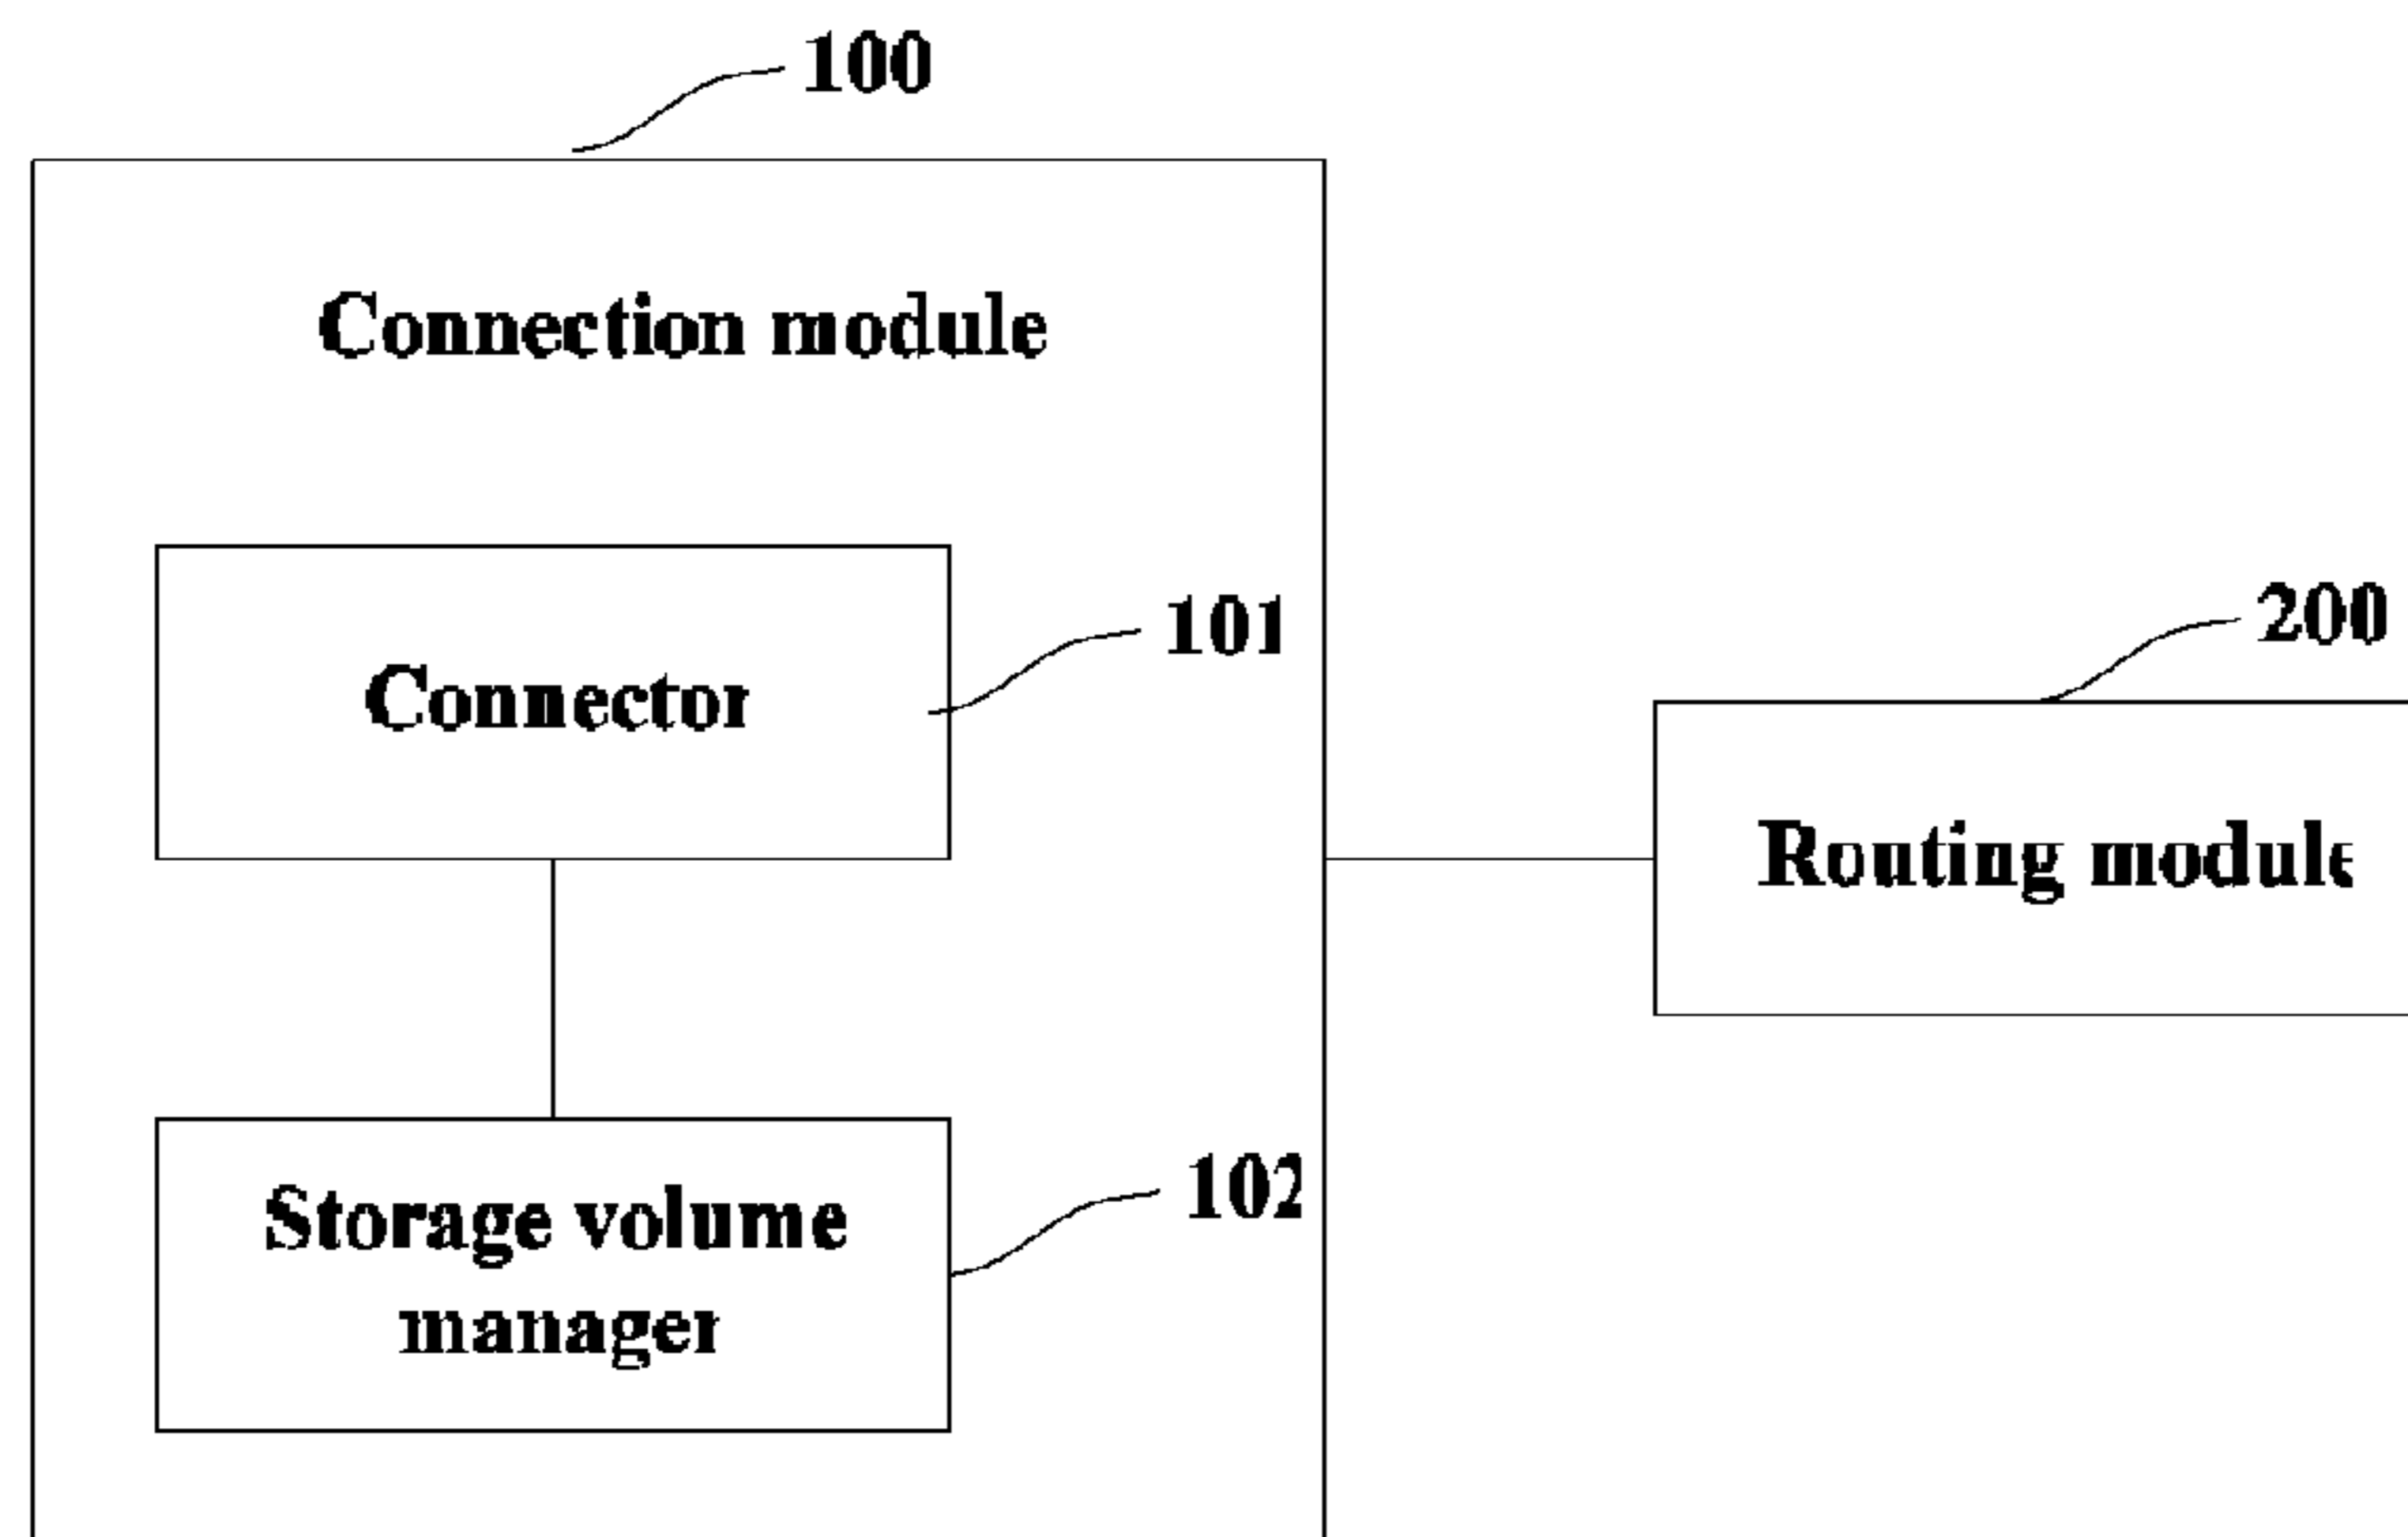 100
Connection module
101
Connector
200
Routing module
102
Storage volume
manager